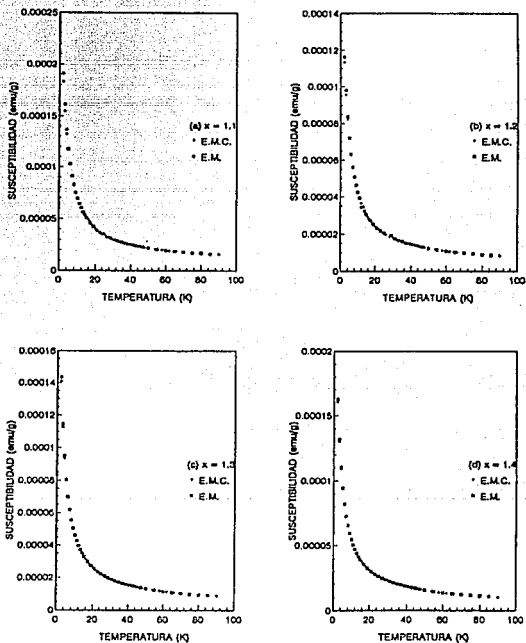 0.00025
0.0002
0.00015
0.0001
0.00005
0
SUSCEPTIBILIDAD (emu/g)
(a) x = 1.1
E.M.C.
E.M.
0 20 40 60 80 100
TEMPERATURA (K)
0.00014
0.00012
0.0001
0.00008
0.00006
0.00004
0.00002
0
SUSCEPTIBILIDAD (emu/g)
(b) x = 1.2
E.M.C.
E.M.
0 20 40 60 80 100
TEMPERATURA (K)
0.00016
0.00014
0.00012
0.0001
0.00008
0.00006
0.00004
0.00002
0
SUSCEPTIBILIDAD (emu/g)
(c) x = 1.3
E.M.C.
E.M.
0 20 40 60 80 100
TEMPERATURA (K)
0.0002
0.00015
0.0001
0.00005
0
SUSCEPTIBILIDAD (emu/g)
(d) x = 1.4
E.M.C.
E.M.
0 20 40 60 80 100
TEMPERATURA (K)